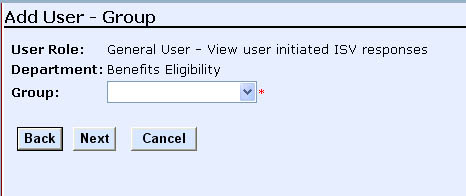 Add User - Group
User Role: General User - View user initiated ISV responses
Department: Benefits Eligibility
Group: *
Back Next Cancel